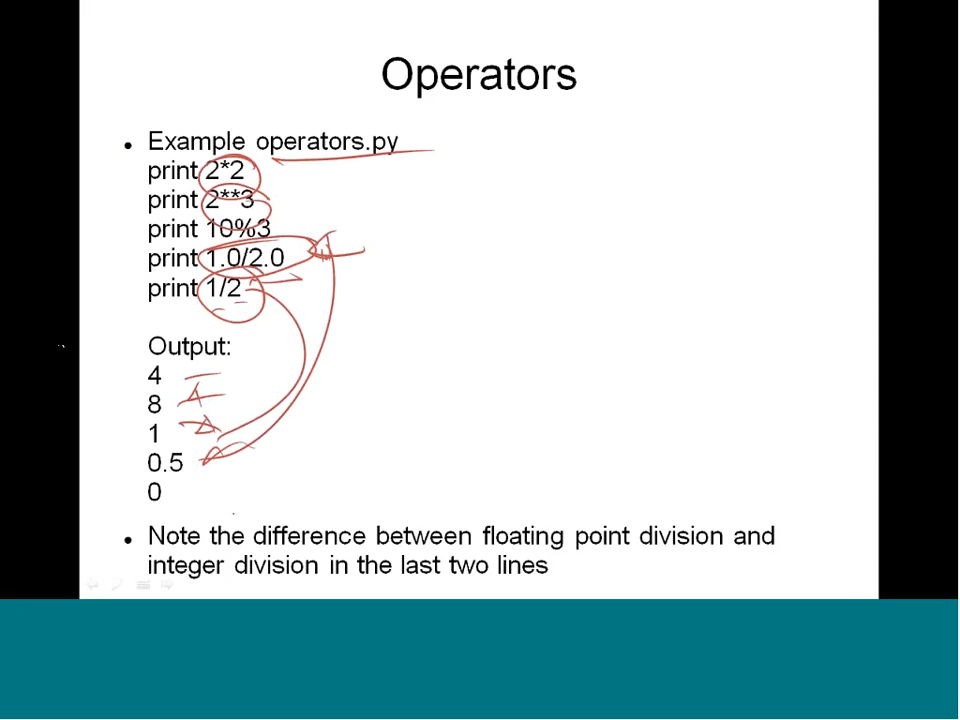 Operators
• Example operators.py
print 2*2
print 2**3
print 10%3
print 1.0/2.0
print 1/2
Output:
4
8
1
0.5
0
• Note the difference between floating point division and
integer division in the last two lines